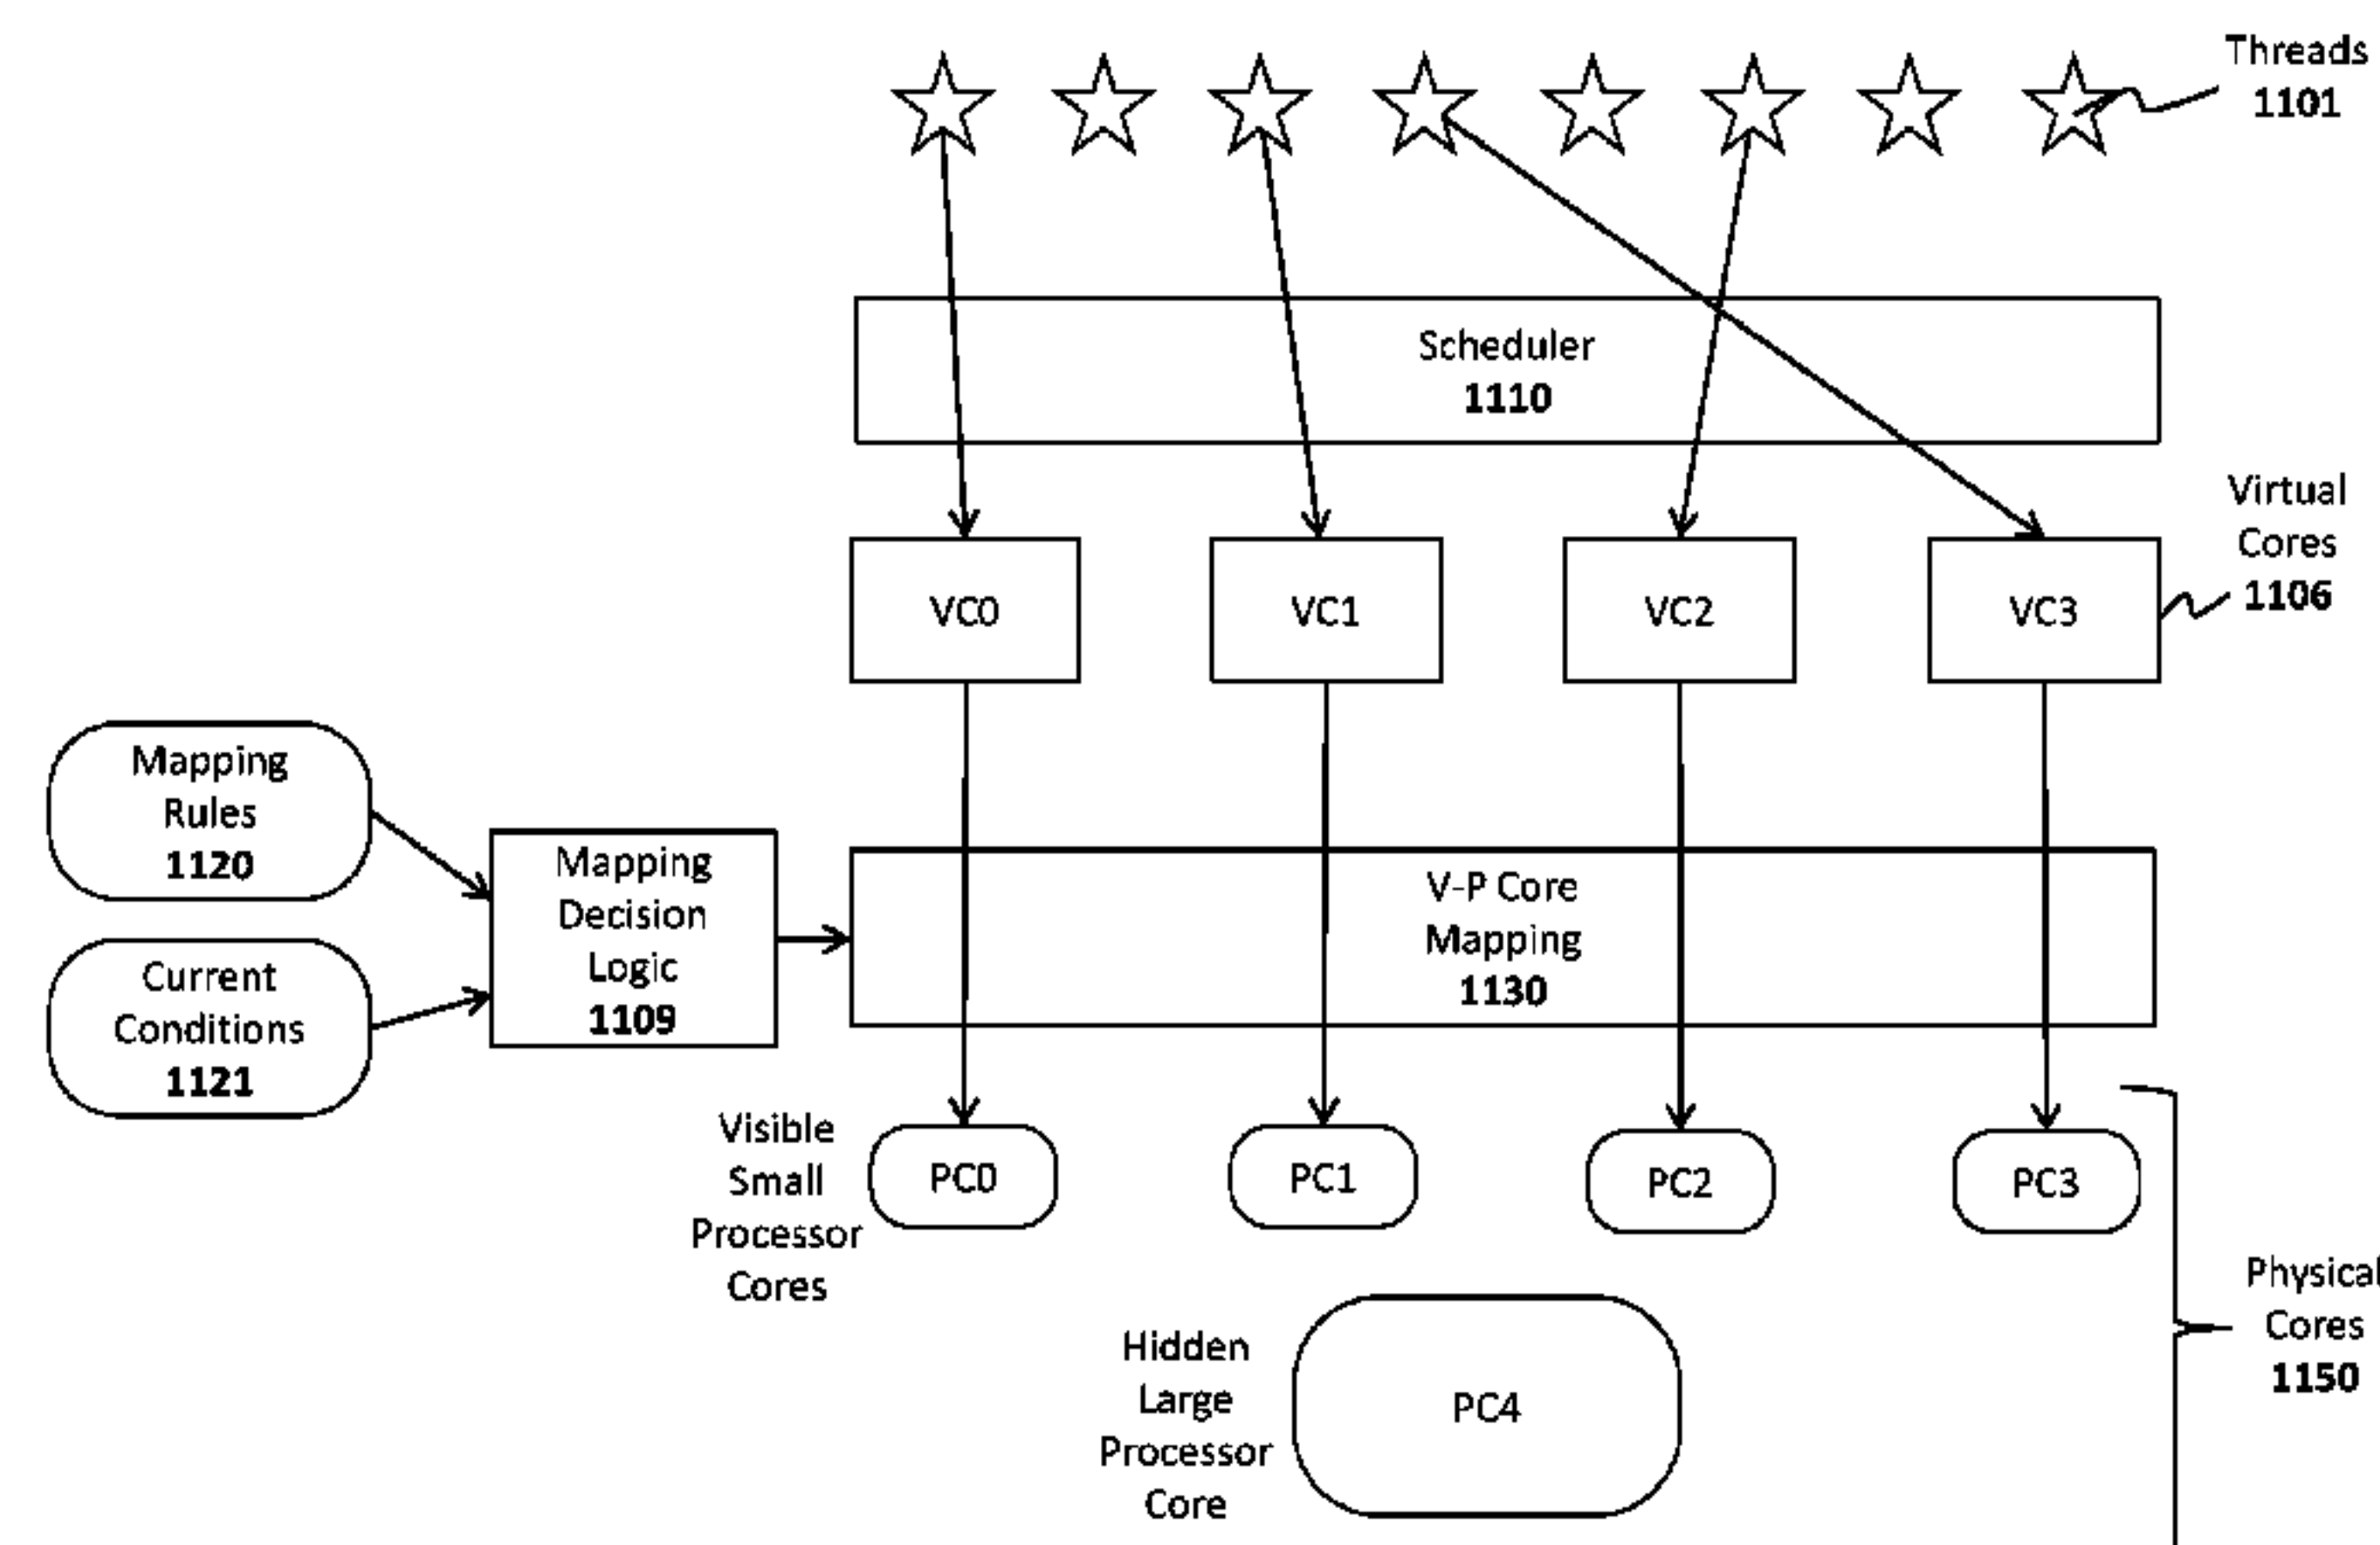 Threads
1101
Scheduler
1110
Virtual
Cores
1106
VC0
VC1
VC2
VC3
Mapping
Rules
1120
Current
Conditions
1121
Mapping
Decision
Logic
1109
V-P Core
Mapping
1130
Visible
Small
Processor
Cores
PC0
PC1
PC2
PC3
Physical
Cores
1150
Hidden
Large
Processor
Core
PC4